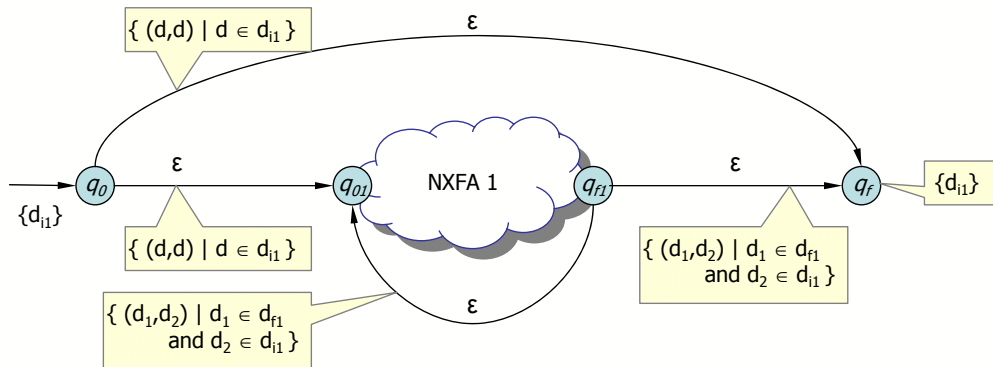 { (d,d) | d ∈ d_i1 }
ε
ε
ε
q_0
q_01
NXFA 1
q_f1
q_f
{d_i1}
{d_i1}
{ (d,d) | d ∈ d_i1 }
{ (d_1,d_2) | d_1 ∈ d_f1
and d_2 ∈ d_i1 }
{ (d_1,d_2) | d_1 ∈ d_f1
and d_2 ∈ d_i1 }
ε